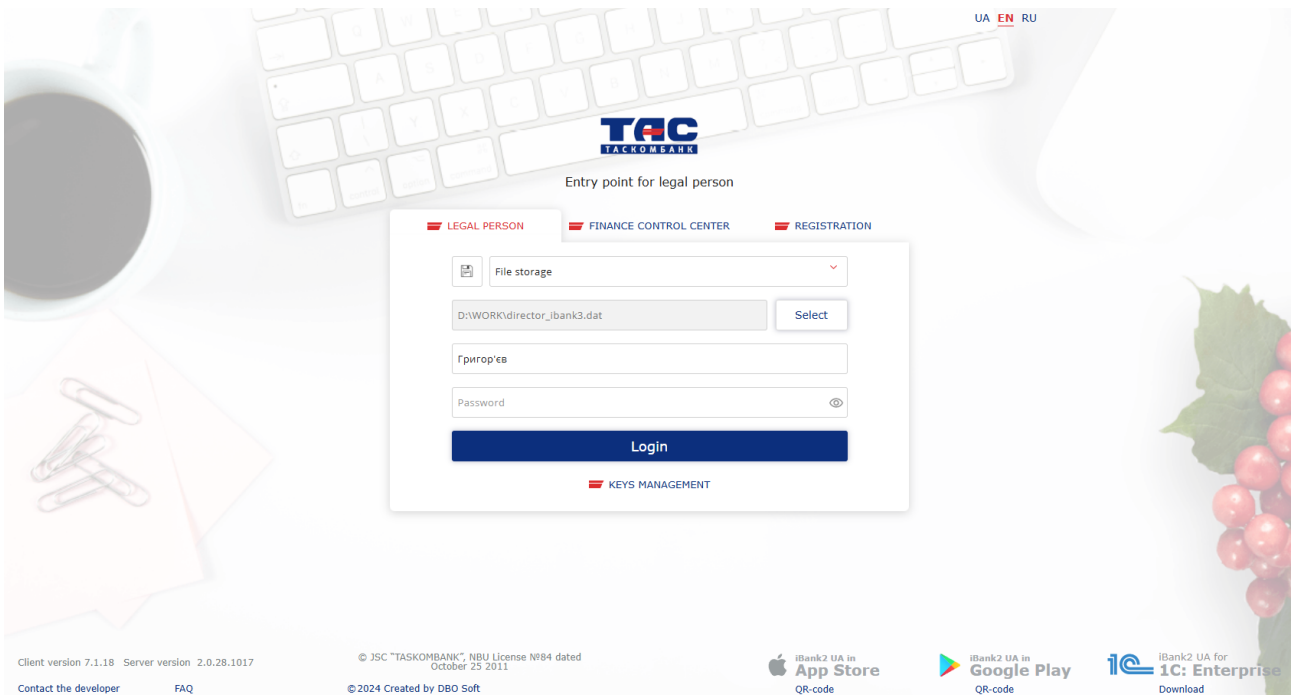 UA EN RU
ТАС
ТАСКОМБАНК
Entry point for legal person
LEGAL PERSON
FINANCE CONTROL CENTER
REGISTRATION
File storage
D:\WORK\director_ibank3.dat
Select
Григор'єв
Password
Login
KEYS MANAGEMENT
Client version 7.1.18 Server version 2.0.28.1017
© JSC "TASKOMBANK", NBU License №84 dated
October 25 2011
iBank2 UA in
App Store
iBank2 UA in
Google Play
iBank2 UA for
1C: Enterprise
Contact the developer
FAQ
©2024 Created by DBO Soft
QR-code
QR-code
Download